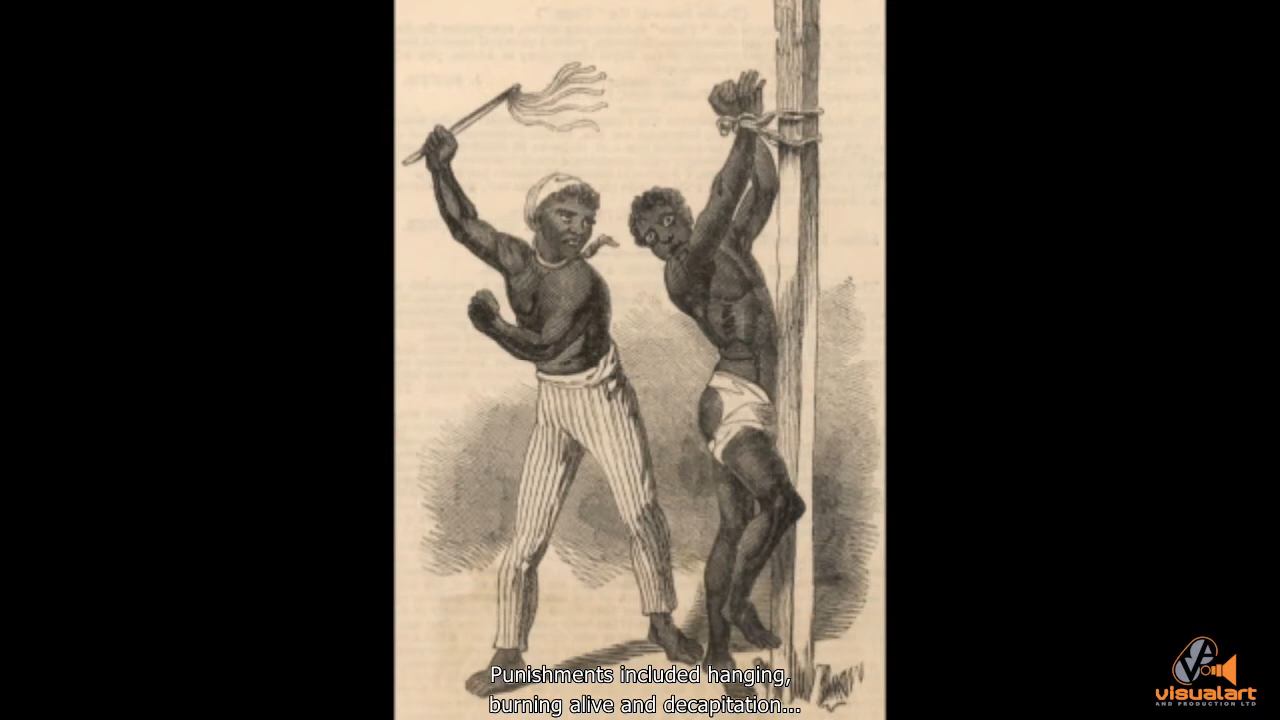 Punishments included hanging,
burning alive and decapitation...
visualart
AND PRODUCTION LTD